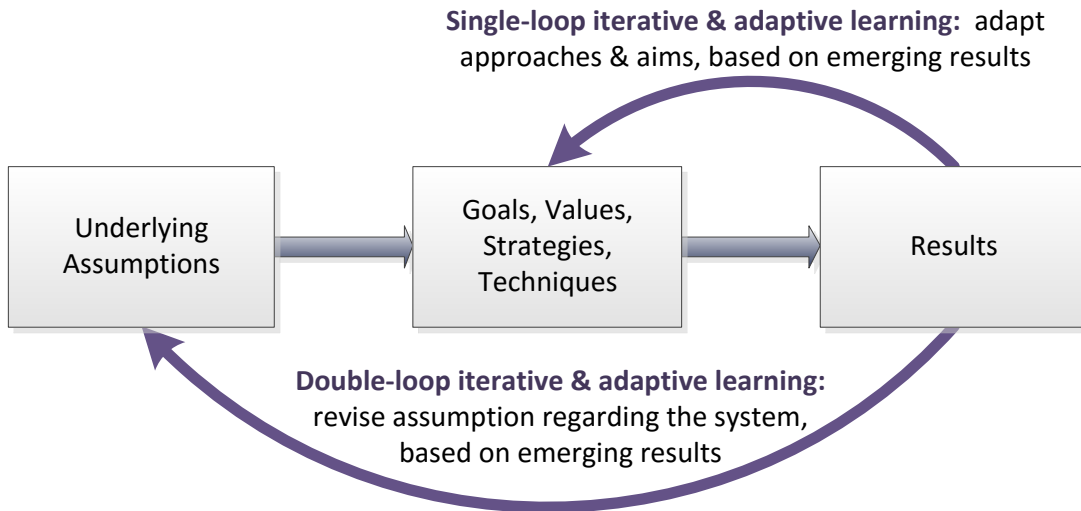 Single-loop iterative & adaptive learning: adapt
approaches & aims, based on emerging results
Underlying
Assumptions
Goals, Values,
Strategies,
Techniques
Results
Double-loop iterative & adaptive learning:
revise assumption regarding the system,
based on emerging results